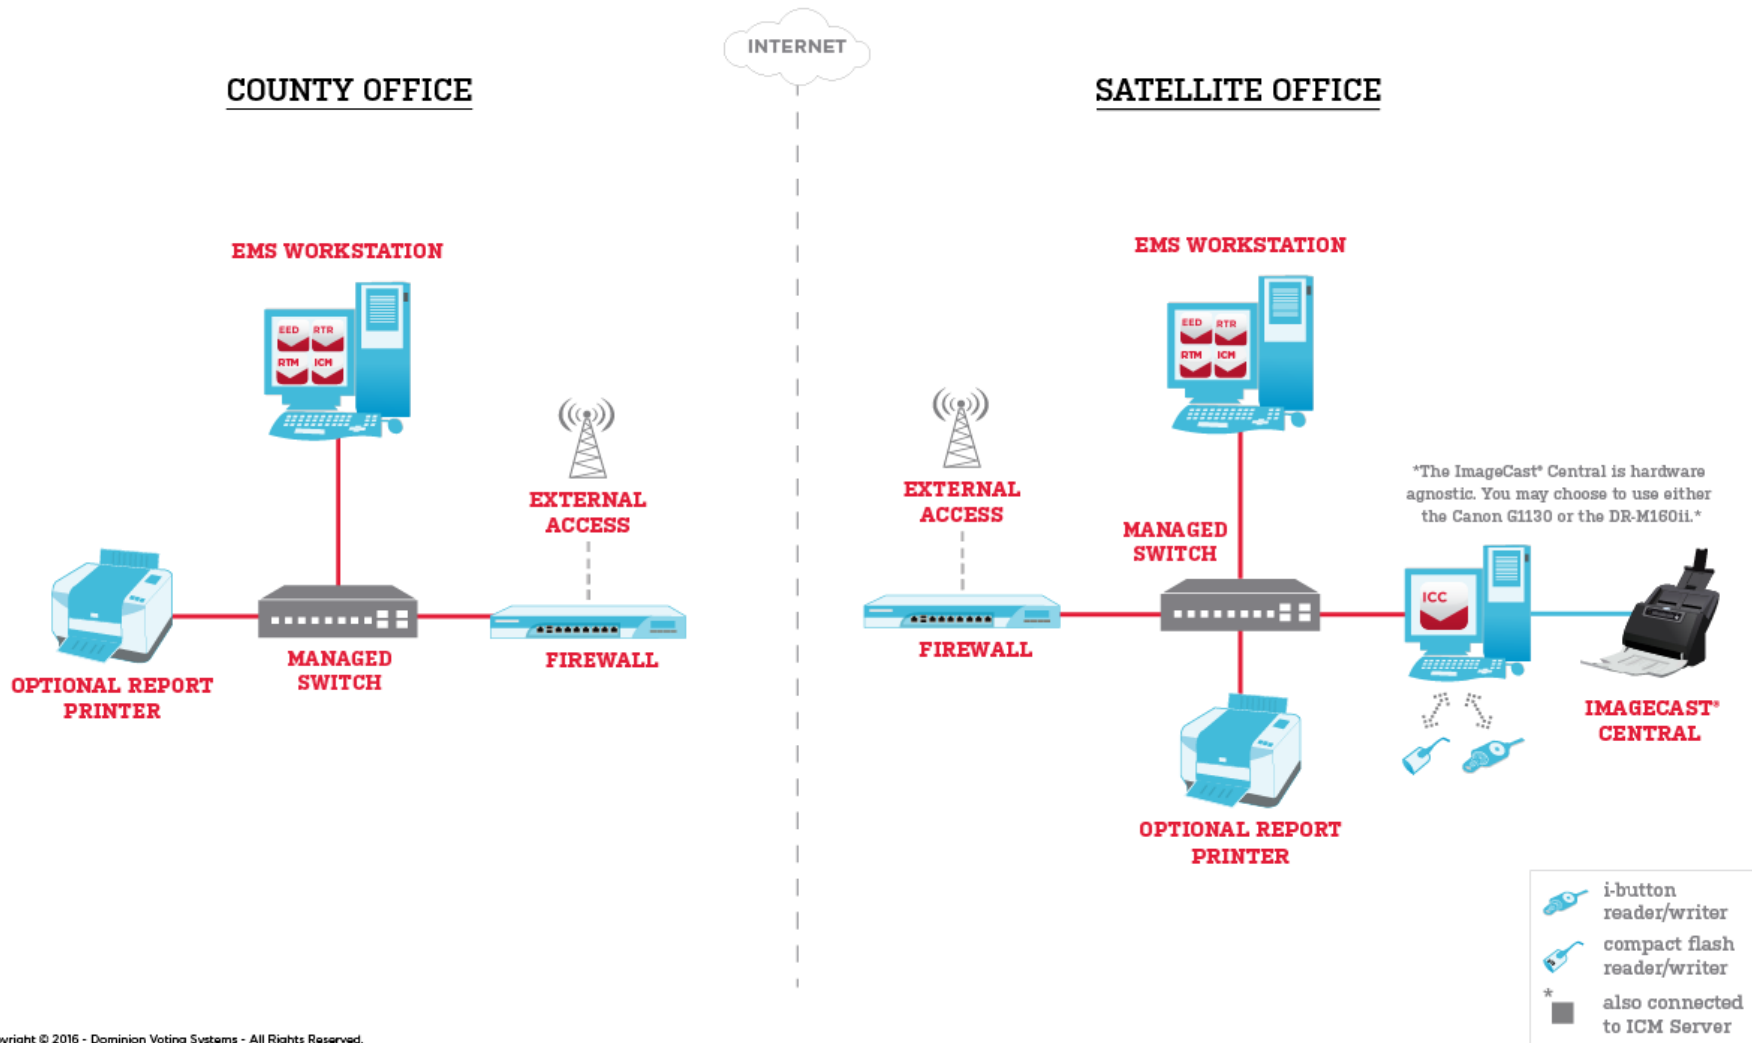 INTERNET
COUNTY OFFICE
SATELLITE OFFICE
EMS WORKSTATION
EED RTR
RTM ICM
EXTERNAL
ACCESS
MANAGED
SWITCH
FIREWALL
OPTIONAL REPORT
PRINTER
EMS WORKSTATION
EED RTR
RTM ICM
EXTERNAL
ACCESS
MANAGED
SWITCH
FIREWALL
*The ImageCast® Central is hardware
agnostic. You may choose to use either
the Canon G1130 or the DR-M160ii.*
ICC
IMAGECAST®
CENTRAL
OPTIONAL REPORT
PRINTER
i-button
reader/writer
compact flash
reader/writer
* also connected
to ICM Server
pyright © 2016 - Dominion Voting Systems - All Rights Reserved.